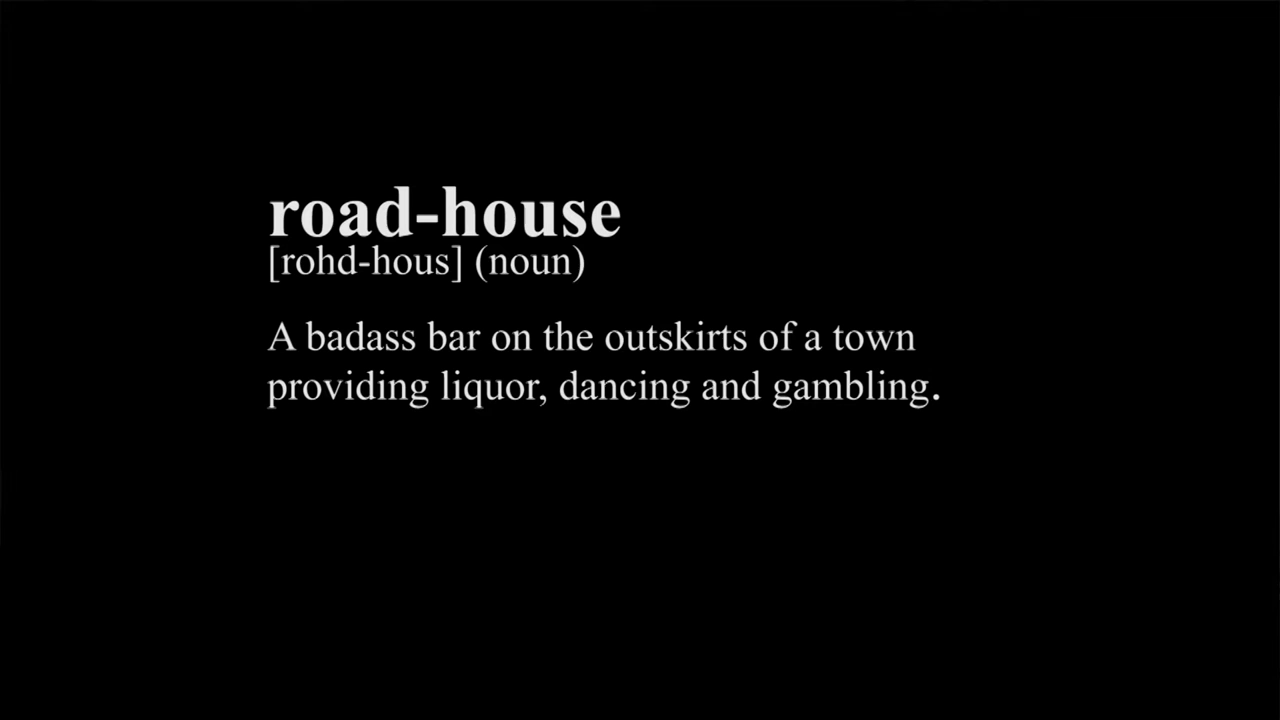 road-house
[rohd-hous] (noun)
A badass bar on the outskirts of a town
providing liquor, dancing and gambling.